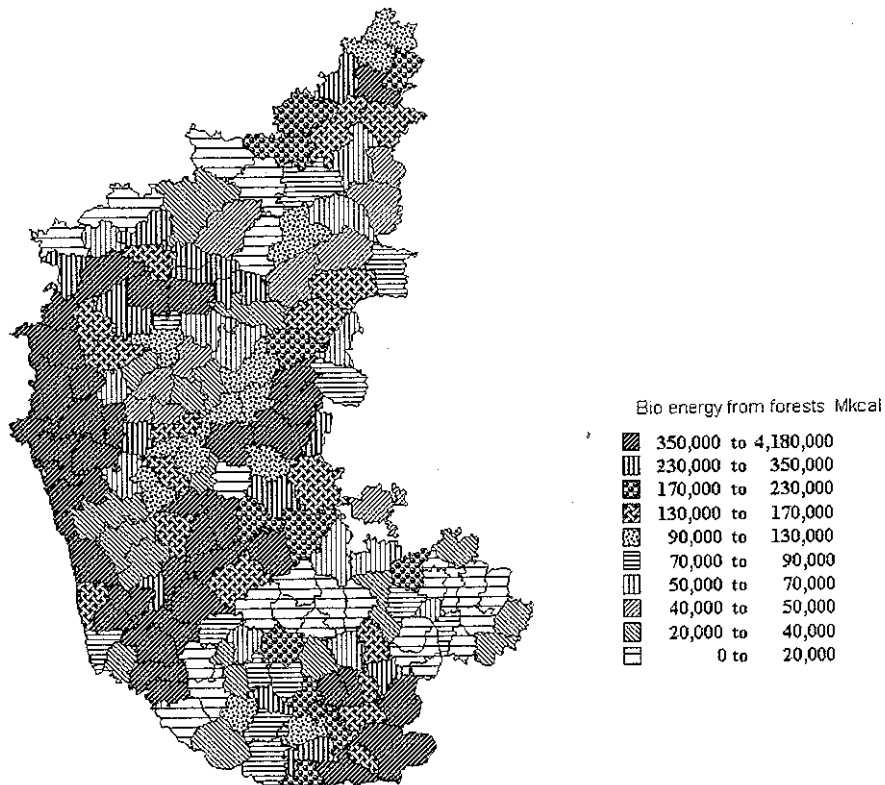 Bio energy from forests Mkcal
350,000 to 4,180,000
230,000 to 350,000
170,000 to 230,000
130,000 to 170,000
90,000 to 130,000
70,000 to 90,000
50,000 to 70,000
40,000 to 50,000
20,000 to 40,000
0 to 20,000